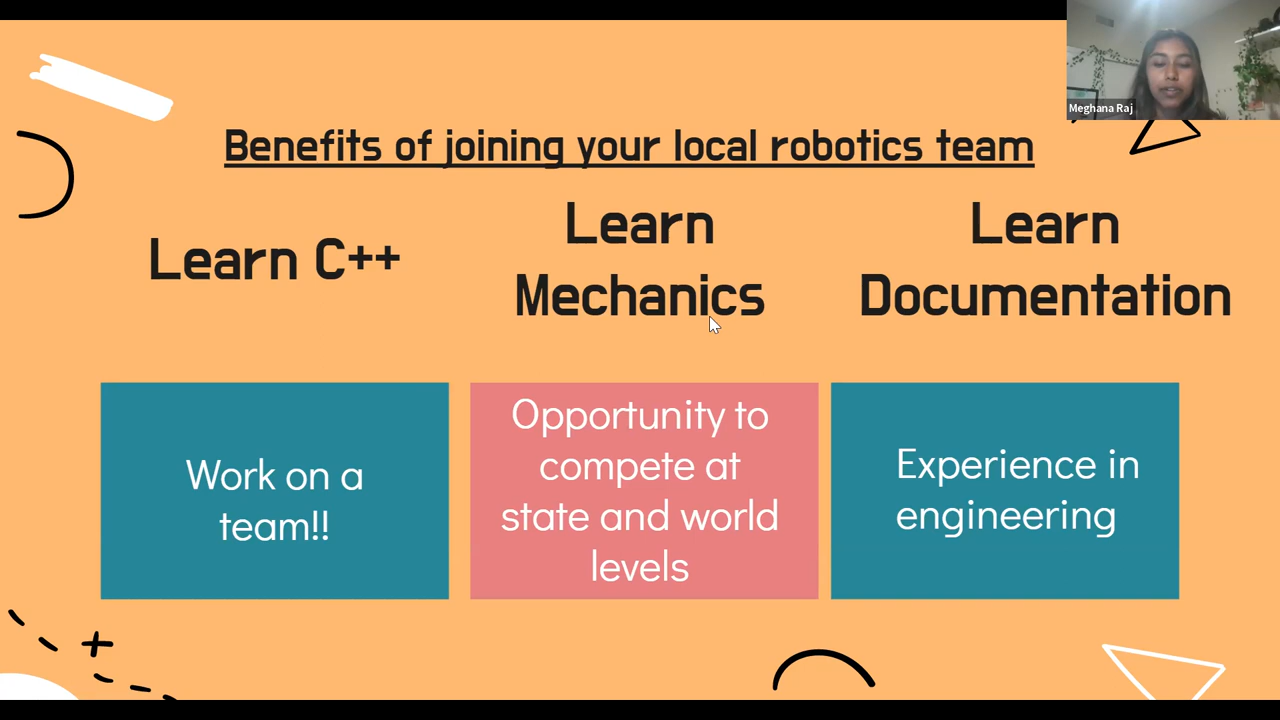 Meghana Raj
Benefits of joining your local robotics team
Learn C++
Learn
Mechanics
Learn
Documentation
Work on a
team!!
Opportunity to
compete at
state and world
levels
Experience in
engineering